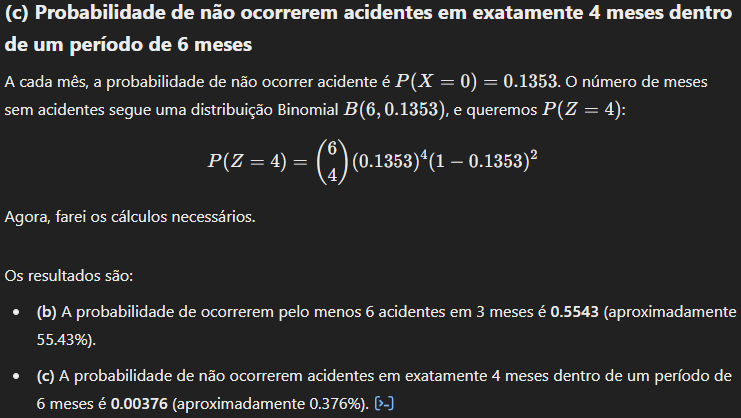 (c) Probabilidade de não ocorrerem acidentes em exatamente 4 meses dentro
de um período de 6 meses
A cada mês, a probabilidade de não ocorrer acidente é P(X = 0) = 0.1353. O número de meses
sem acidentes segue uma distribuição Binomial B(6, 0.1353), e queremos P(Z = 4):
P(Z = 4) = (6 4) (0.1353)^4 (1 − 0.1353)^2
Agora, farei os cálculos necessários.
Os resultados são:
• (b) A probabilidade de ocorrerem pelo menos 6 acidentes em 3 meses é 0.5543 (aproximadamente
55.43%).
• (c) A probabilidade de não ocorrerem acidentes em exatamente 4 meses dentro de um período de
6 meses é 0.00376 (aproximadamente 0.376%). [>-]